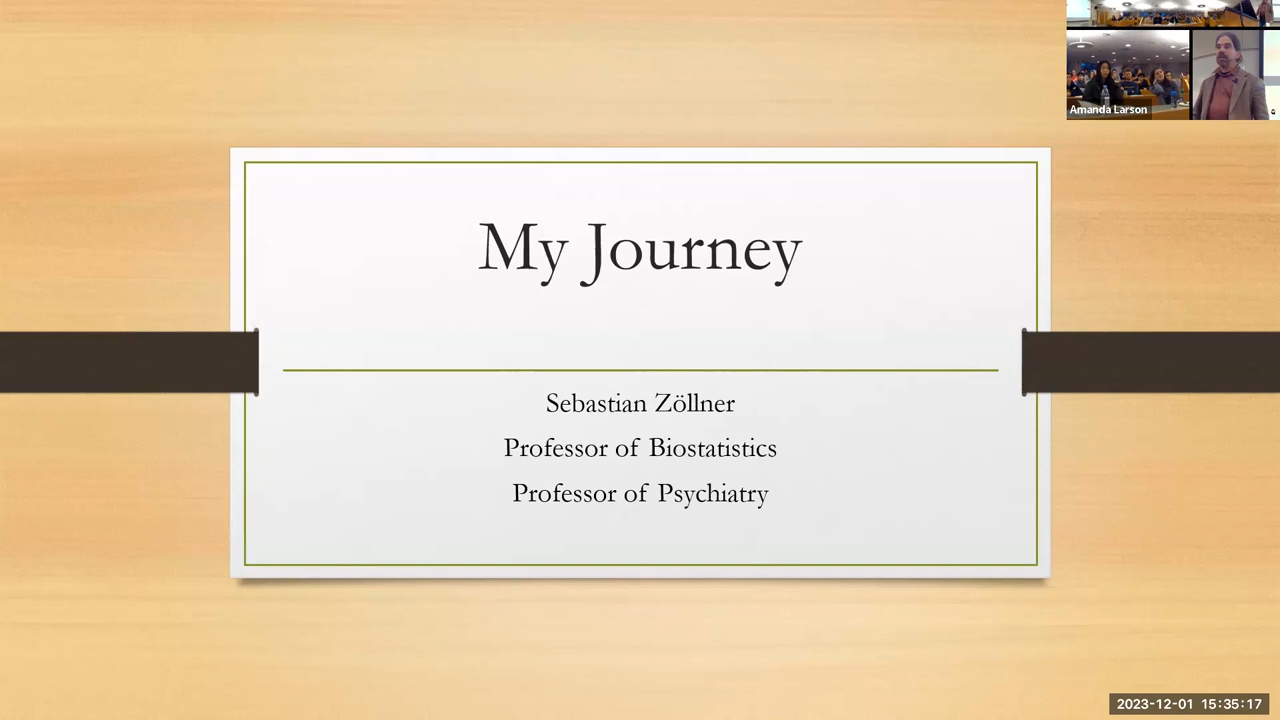 Amanda Larson
My Journey
Sebastian Zöllner
Professor of Biostatistics
Professor of Psychiatry
2023-12-01 15:35:17